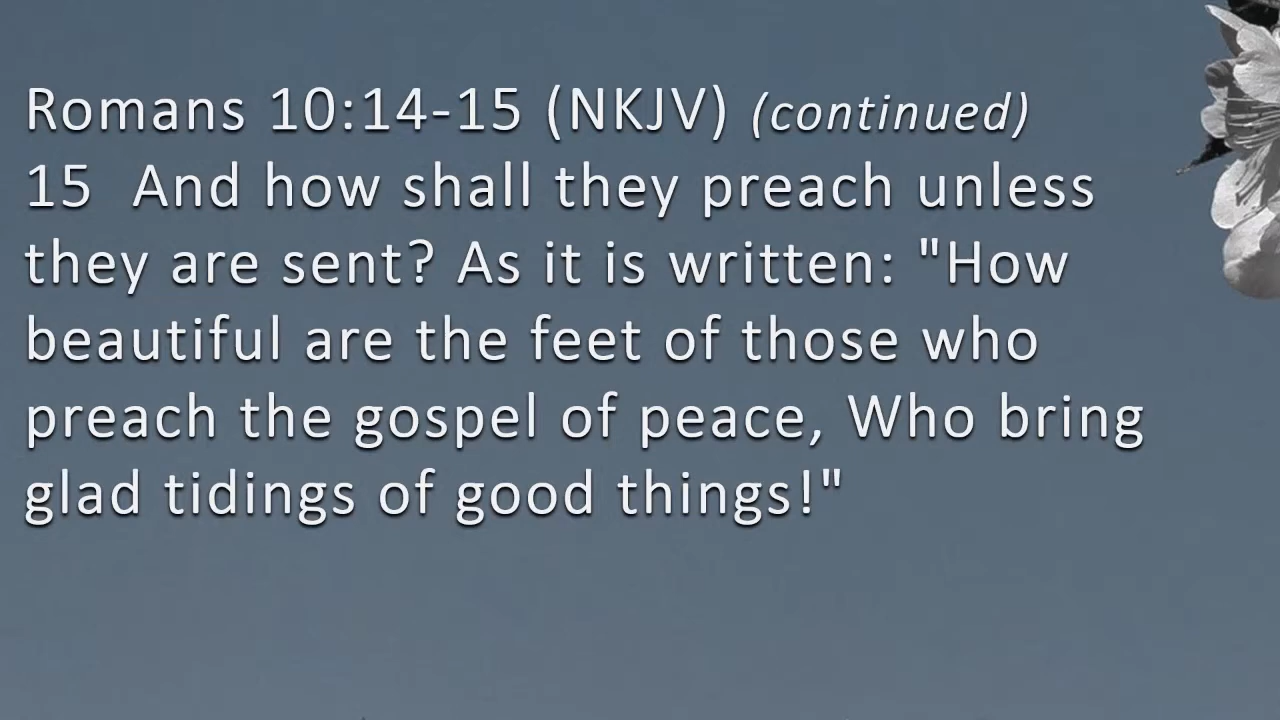 Romans 10:14-15 (NKJV) (continued)
15  And how shall they preach unless
they are sent? As it is written: "How
beautiful are the feet of those who
preach the gospel of peace, Who bring
glad tidings of good things!"